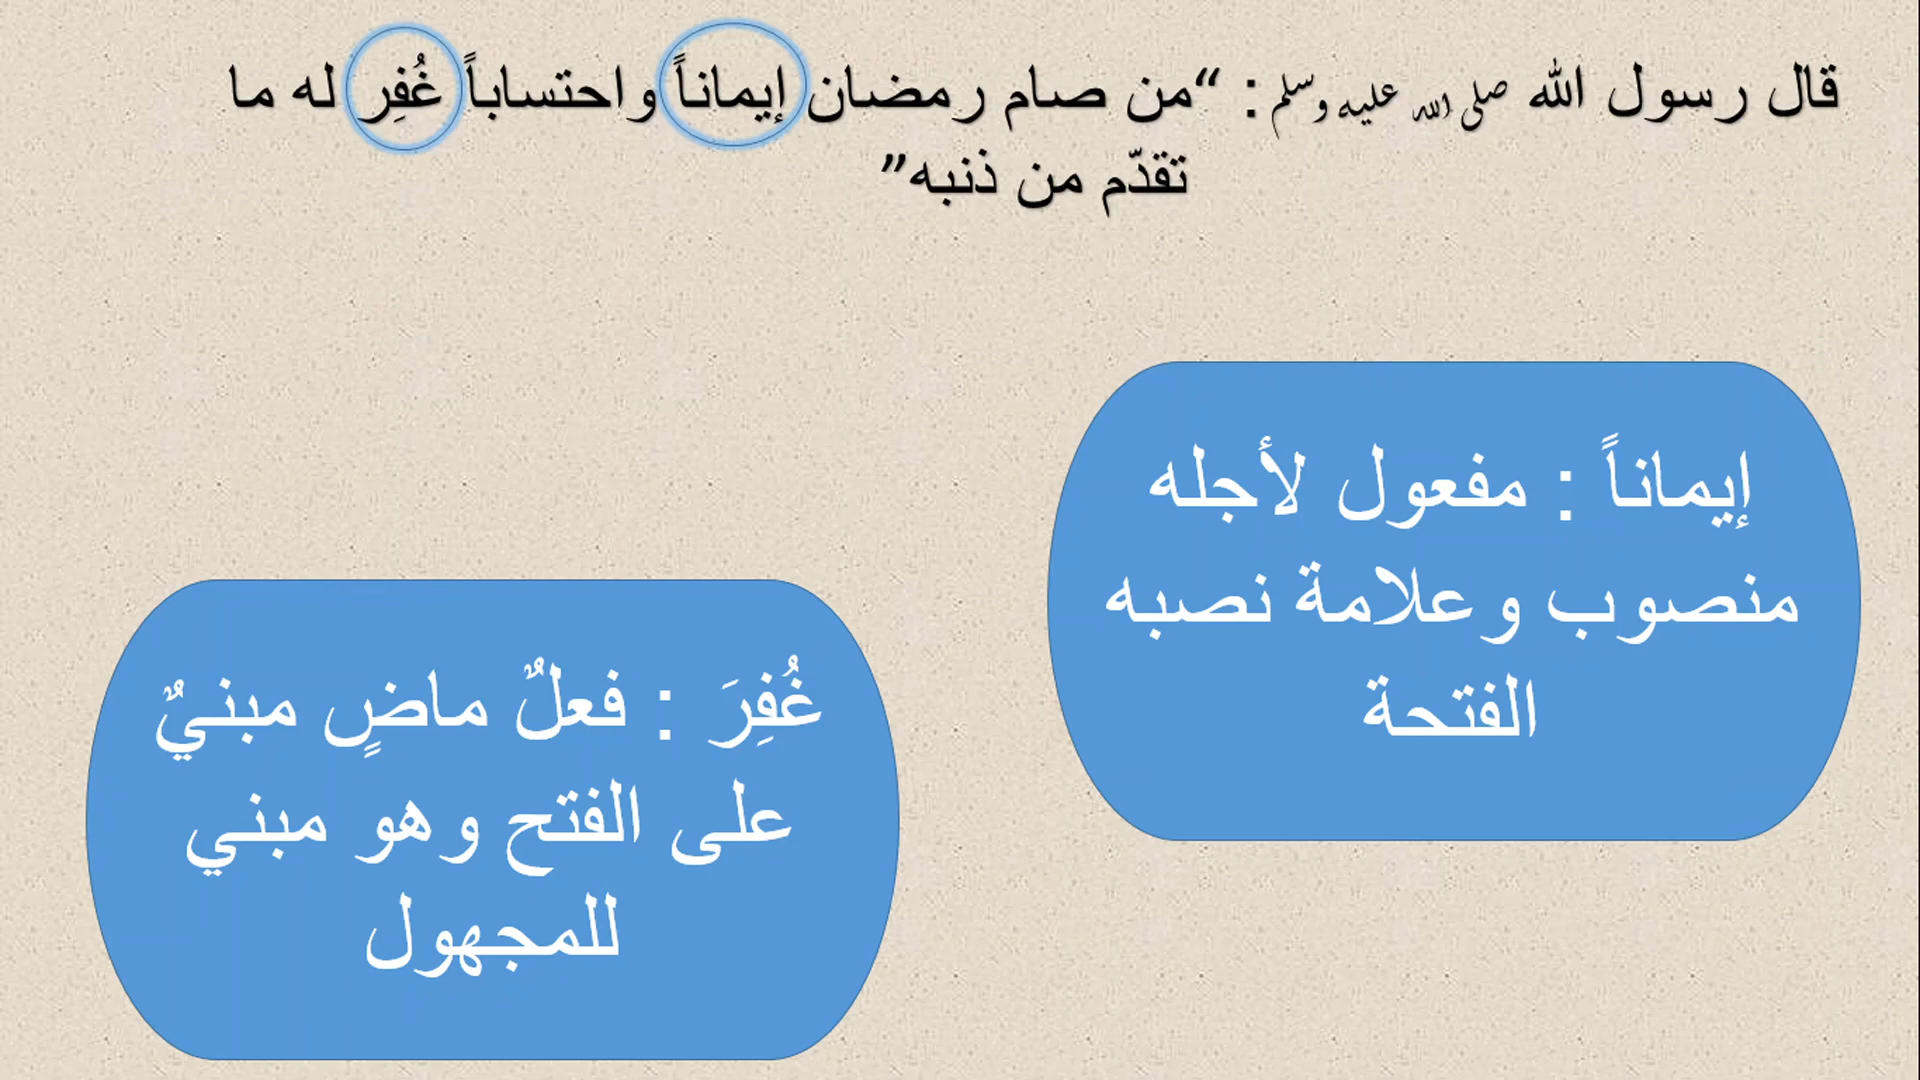 قال رسول الله صلى الله عليه وسلم : “من صام رمضان إيماناً واحتساباً غُفِر له ما
تقدّم من ذنبه”
إيماناً : مفعول لأجله
منصوب وعلامة نصبه
الفتحة
غُفِرَ : فعلٌ ماضٍ مبنيٌ
على الفتح وهو مبني
للمجهول